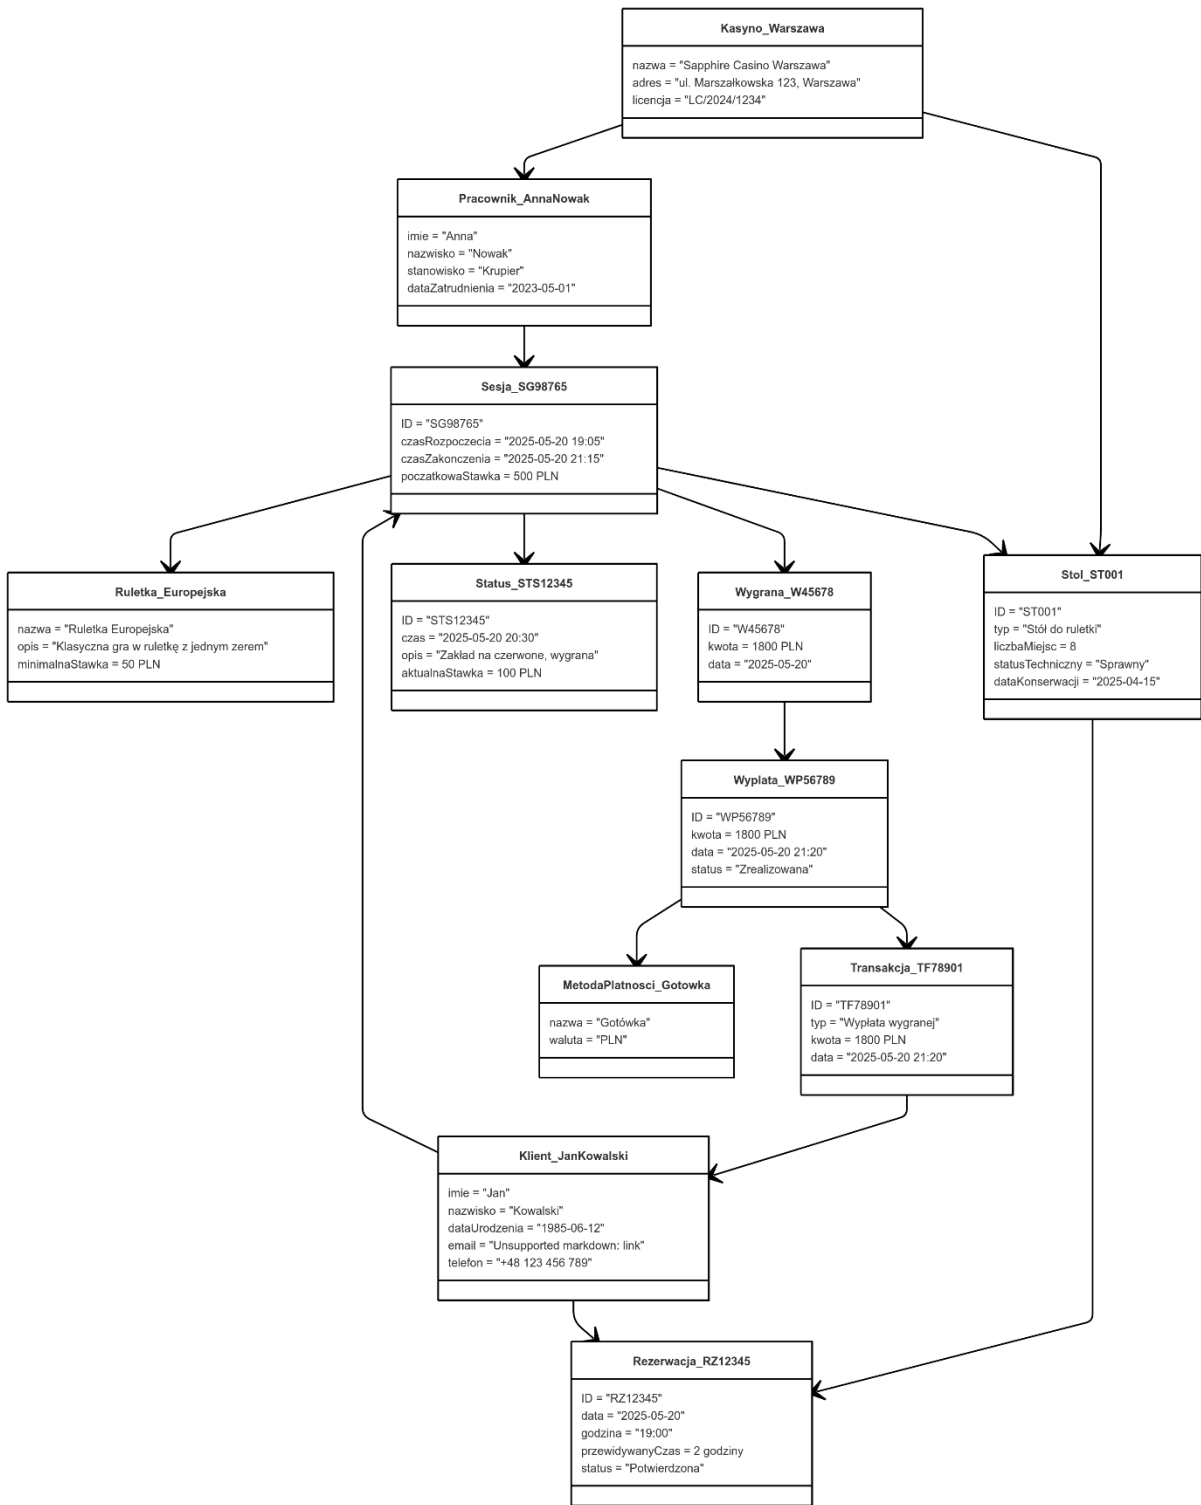 Kasyno_Warszawa
nazwa = "Sapphire Casino Warszawa"
adres = "ul. Marszałkowska 123, Warszawa"
licencja = "LC/2024/1234"
Pracownik_AnnaNowak
imie = "Anna"
nazwisko = "Nowak"
stanowisko = "Krupier"
dataZatrudnienia = "2023-05-01"
Sesja_SG98765
ID = "SG98765"
czasRozpoczecia = "2025-05-20 19:05"
czasZakonczenia = "2025-05-20 21:15"
poczatkowaStawka = 500 PLN
Ruletka_Europejska
nazwa = "Ruletka Europejska"
opis = "Klasyczna gra w ruletkę z jednym zerem"
minimalnaStawka = 50 PLN
Status_STS12345
ID = "STS12345"
czas = "2025-05-20 20:30"
opis = "Zakład na czerwone, wygrana"
aktualnaStawka = 100 PLN
Wygrana_W45678
ID = "W45678"
kwota = 1800 PLN
data = "2025-05-20"
Stol_ST001
ID = "ST001"
typ = "Stół do ruletki"
liczbaMiejsc = 8
statusTechniczny = "Sprawny"
dataKonserwacji = "2025-04-15"
Wyplata_WP56789
ID = "WP56789"
kwota = 1800 PLN
data = "2025-05-20 21:20"
status = "Zrealizowana"
MetodaPlatnosci_Gotowka
nazwa = "Gotówka"
waluta = "PLN"
Transakcja_TF78901
ID = "TF78901"
typ = "Wypłata wygranej"
kwota = 1800 PLN
data = "2025-05-20 21:20"
Klient_JanKowalski
imie = "Jan"
nazwisko = "Kowalski"
dataUrodzenia = "1985-06-12"
email = "Unsupported markdown: link"
telefon = "+48 123 456 789"
Rezerwacja_RZ12345
ID = "RZ12345"
data = "2025-05-20"
godzina = "19:00"
przewidywanyCzas = 2 godziny
status = "Potwierdzona"